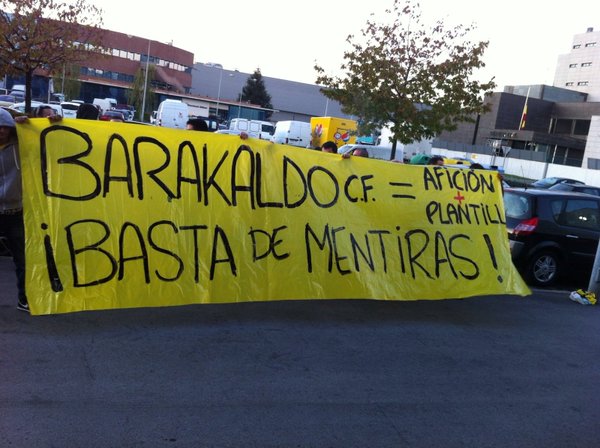 BARAKALDO C.F. = AFICIÓN + PLANTILL
¡BASTA DE MENTIRAS!